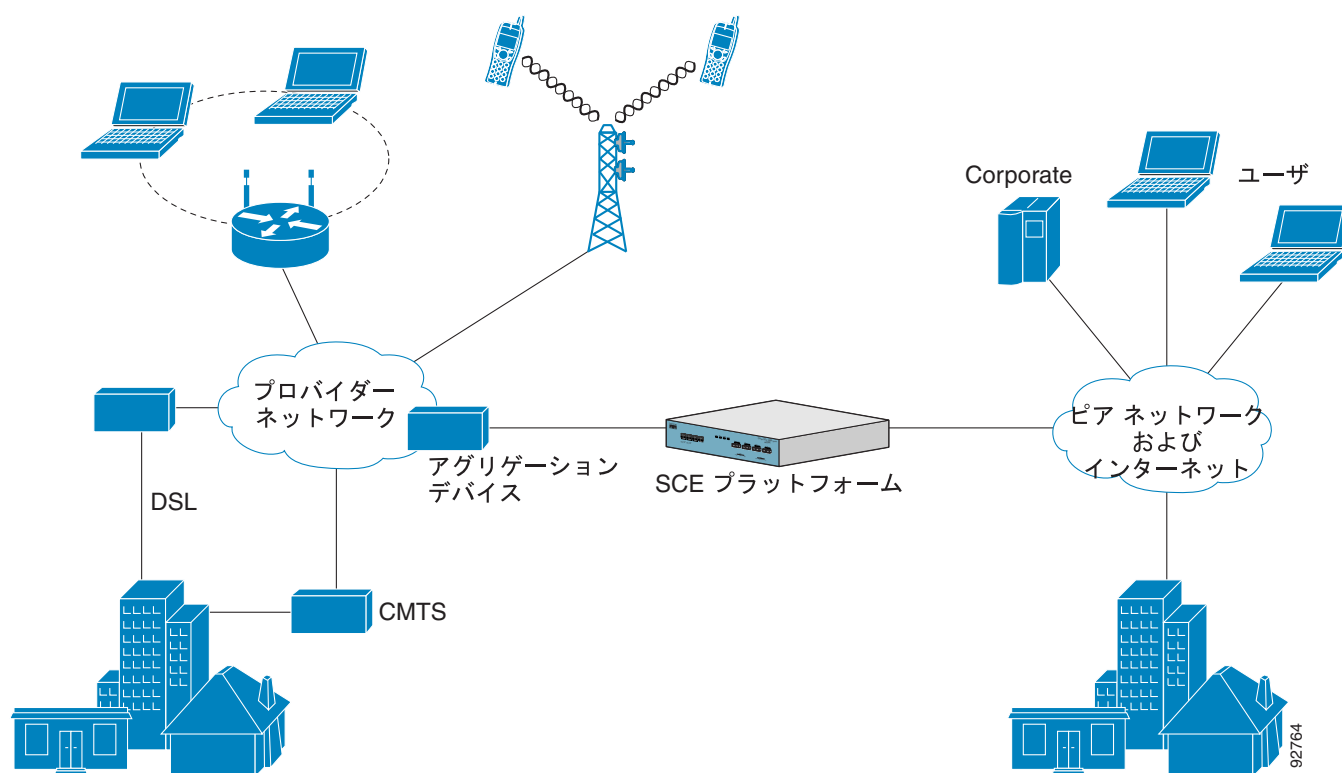 Corporate
ユーザ
プロバイダー
ネットワーク
アグリゲーション
デバイス
SCE プラットフォーム
ピア ネットワーク
および
インターネット
DSL
CMTS
92764